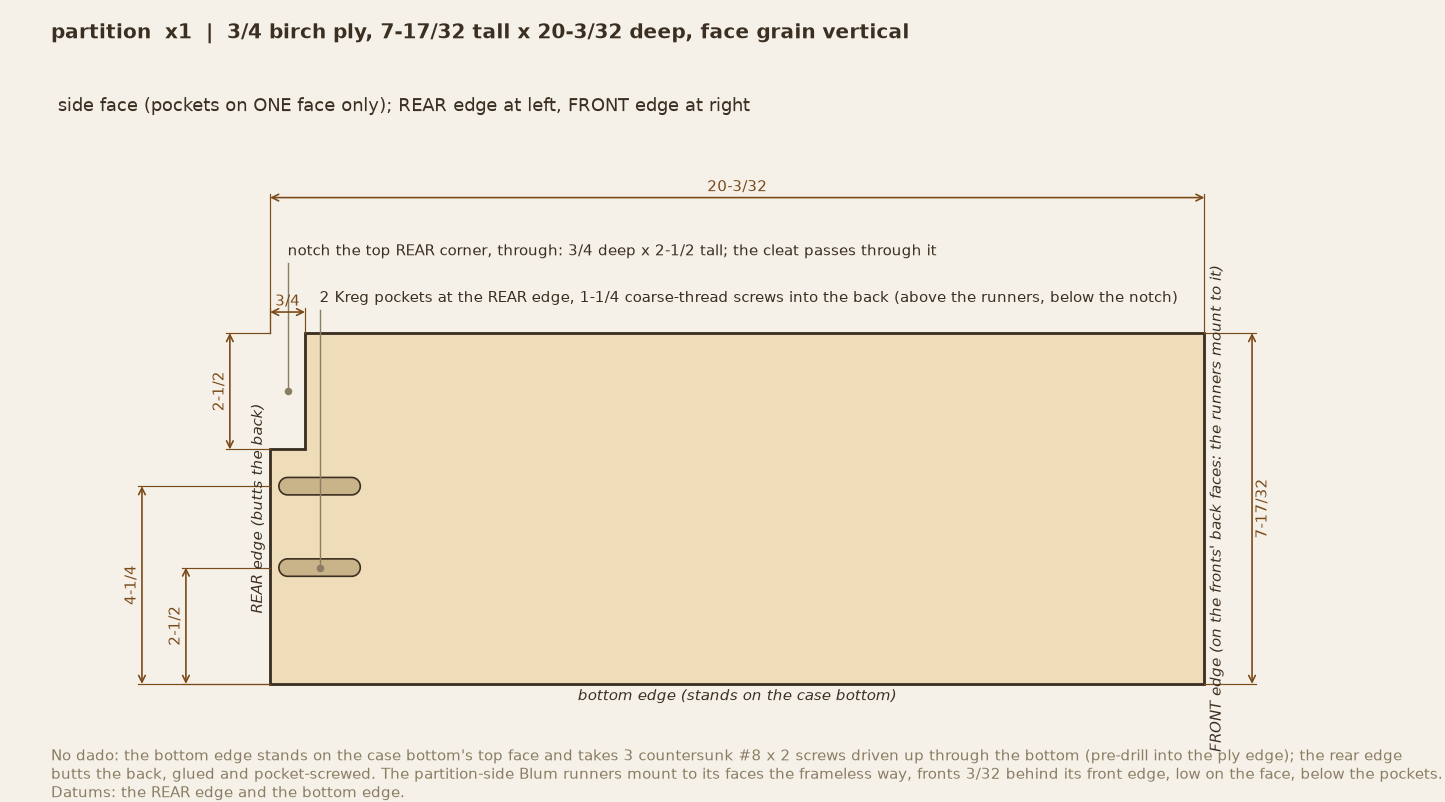 partition  x1  |  3/4 birch ply, 7-17/32 tall x 20-3/32 deep, face grain vertical
side face (pockets on ONE face only); REAR edge at left, FRONT edge at right
20-3/32
notch the top REAR corner, through: 3/4 deep x 2-1/2 tall; the cleat passes through it
3/4
2 Kreg pockets at the REAR edge, 1-1/4 coarse-thread screws into the back (above the runners, below the notch)
2-1/2
REAR edge (butts the back)
4-1/4
2-1/2
FRONT edge (on the fronts' back faces: the runners mount to it)
7-17/32
bottom edge (stands on the case bottom)
No dado: the bottom edge stands on the case bottom's top face and takes 3 countersunk #8 x 2 screws driven up through the bottom (pre-drill into the ply edge); the rear edge
butts the back, glued and pocket-screwed. The partition-side Blum runners mount to its faces the frameless way, fronts 3/32 behind its front edge, low on the face, below the pockets.
Datums: the REAR edge and the bottom edge.